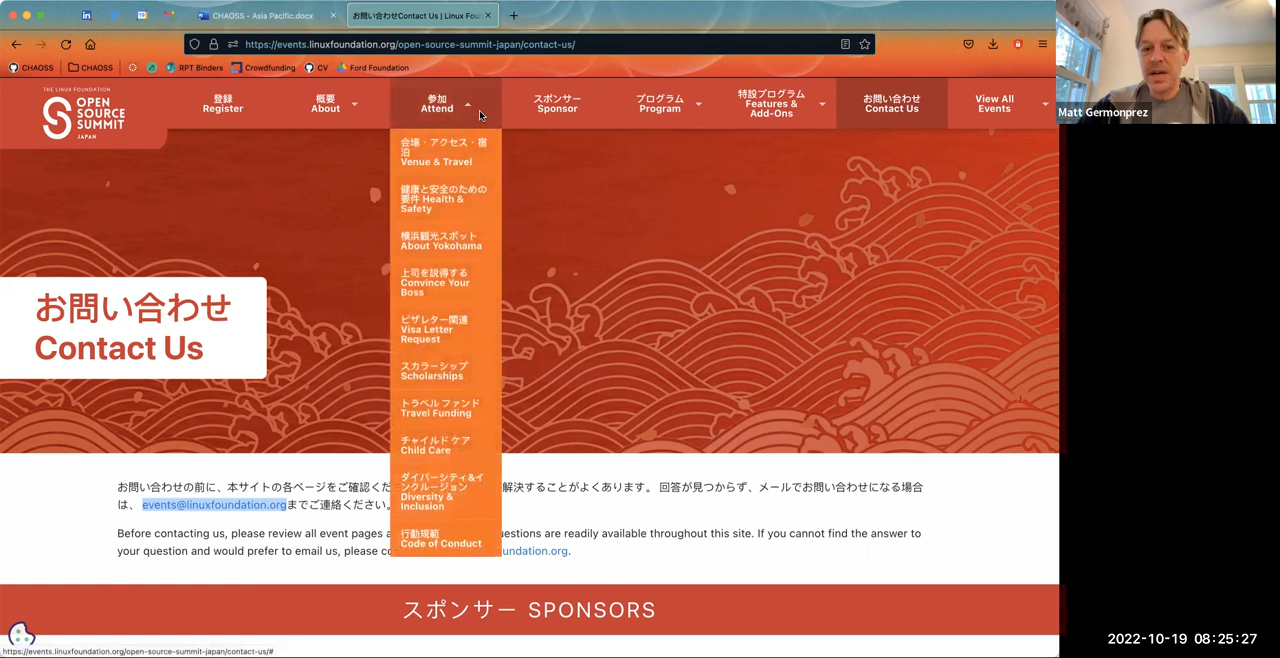 CHAOSS - Asia Pacific.docx
お問い合わせContact Us | Linux Fou
https://events.linuxfoundation.org/open-source-summit-japan/contact-us/
CHAOSS
CHAOSS
RPT Binders
Crowdfunding
CV
Ford Foundation
Matt Germonprez
THE LINUX FOUNDATION
OPEN
SOURCE
SUMMIT
JAPAN
登録
Register
概要
About
参加
Attend
スポンサー
Sponsor
プログラム
Program
特設プログラム
Features &
Add-Ons
お問い合わせ
Contact Us
View All
Events
会場・アクセス・宿
泊
Venue & Travel
健康と安全のための
要件 Health &
Safety
横浜観光スポット
About Yokohama
上司を説得する
Convince Your
Boss
ビザレター関連
Visa Letter
Request
スカラーシップ
Scholarships
トラベル ファンド
Travel Funding
チャイルド ケア
Child Care
ダイバーシティ&イ
ンクルージョン
Diversity &
Inclusion
行動規範
Code of Conduct
お問い合わせ
Contact Us
お問い合わせの前に、本サイトの各ページをご確認くだ 解決することがよくあります。 回答が見つからず、メールでお問い合わせになる場合
は、 events@linuxfoundation.orgまでご連絡ください。
Before contacting us, please review all event pages a uestions are readily available throughout this site. If you cannot find the answer to
your question and would prefer to email us, please co undation.org.
スポンサー SPONSORS
https://events.linuxfoundation.org/open-source-summit-japan/contact-us/#
2022-10-19 08:25:27